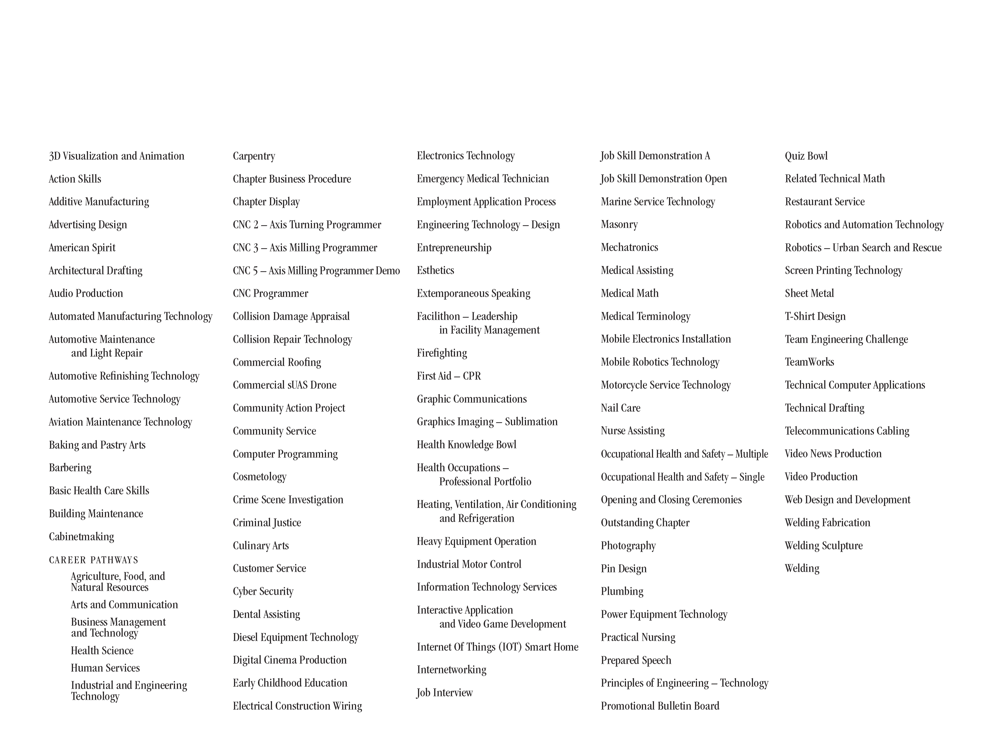 3D Visualization and Animation
Action Skills
Additive Manufacturing
Advertising Design
American Spirit
Architectural Drafting
Audio Production
Automated Manufacturing Technology
Automotive Maintenance
and Light Repair
Automotive Refinishing Technology
Automotive Service Technology
Aviation Maintenance Technology
Baking and Pastry Arts
Barbering
Basic Health Care Skills
Building Maintenance
Cabinetmaking
CAREER PATHWAYS
Agriculture, Food, and
Natural Resources
Arts and Communication
Business Management
and Technology
Health Science
Human Services
Industrial and Engineering
Technology
Carpentry
Chapter Business Procedure
Chapter Display
CNC 2 – Axis Turning Programmer
CNC 3 – Axis Milling Programmer
CNC 5 – Axis Milling Programmer Demo
CNC Programmer
Collision Damage Appraisal
Collision Repair Technology
Commercial Roofing
Commercial sUAS Drone
Community Action Project
Community Service
Computer Programming
Cosmetology
Crime Scene Investigation
Criminal Justice
Culinary Arts
Customer Service
Cyber Security
Dental Assisting
Diesel Equipment Technology
Digital Cinema Production
Early Childhood Education
Electrical Construction Wiring
Electronics Technology
Emergency Medical Technician
Employment Application Process
Engineering Technology – Design
Entrepreneurship
Esthetics
Extemporaneous Speaking
Facilithon – Leadership
in Facility Management
Firefighting
First Aid – CPR
Graphic Communications
Graphics Imaging – Sublimation
Health Knowledge Bowl
Health Occupations –
Professional Portfolio
Heating, Ventilation, Air Conditioning
and Refrigeration
Heavy Equipment Operation
Industrial Motor Control
Information Technology Services
Interactive Application
and Video Game Development
Internet Of Things (IOT) Smart Home
Internetworking
Job Interview
Job Skill Demonstration A
Job Skill Demonstration Open
Marine Service Technology
Masonry
Mechatronics
Medical Assisting
Medical Math
Medical Terminology
Mobile Electronics Installation
Mobile Robotics Technology
Motorcycle Service Technology
Nail Care
Nurse Assisting
Occupational Health and Safety – Multiple
Occupational Health and Safety – Single
Opening and Closing Ceremonies
Outstanding Chapter
Photography
Pin Design
Plumbing
Power Equipment Technology
Practical Nursing
Prepared Speech
Principles of Engineering – Technology
Promotional Bulletin Board
Quiz Bowl
Related Technical Math
Restaurant Service
Robotics and Automation Technology
Robotics – Urban Search and Rescue
Screen Printing Technology
Sheet Metal
T-Shirt Design
Team Engineering Challenge
TeamWorks
Technical Computer Applications
Technical Drafting
Telecommunications Cabling
Video News Production
Video Production
Web Design and Development
Welding Fabrication
Welding Sculpture
Welding